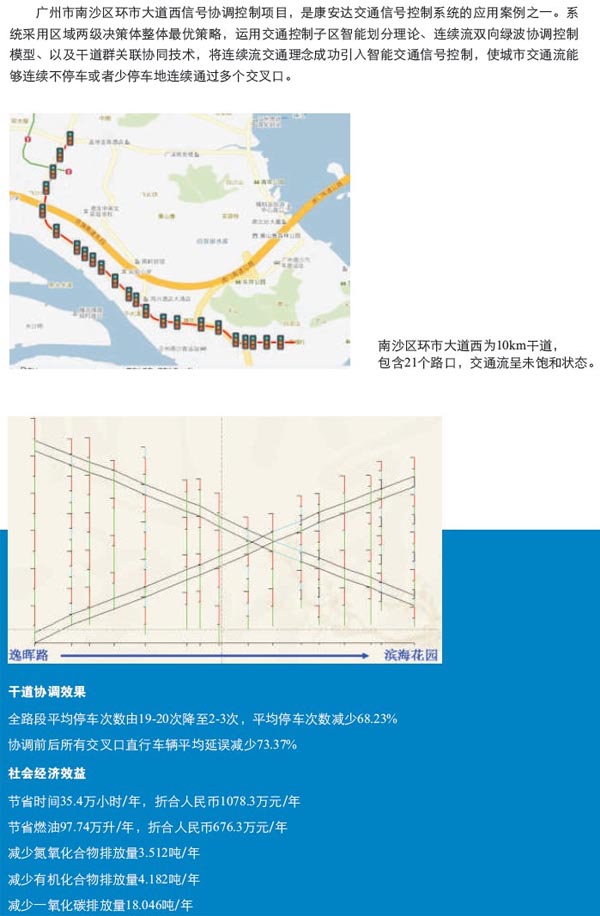 广州市南沙区环市大道西信号协调控制项目，是康安达交通信号控制系统的应用案例之一。系
统采用区域两级决策体整体最优策略，运用交通控制子区智能划分理论、连续流双向绿波协调控制
模型、以及干道群关联协同技术，将连续流交通理念成功引入智能交通信号控制，使城市交通流能
够连续不停车或者少停车地连续通过多个交叉口。
南沙区环市大道西为10km干道，
包含21个路口，交通流呈未饱和状态。
逸晖路
滨海花园
干道协调效果
全路段平均停车次数由19-20次降至2-3次，平均停车次数减少68.23%
协调前后所有交叉口直行车辆平均延误减少73.37%
社会经济效益
节省时间35.4万小时/年，折合人民币1078.3万元/年
节省燃油97.74万升/年，折合人民币676.3万元/年
减少氮氧化合物排放量3.512吨/年
减少有机化合物排放量4.182吨/年
减少一氧化碳排放量18.046吨/年